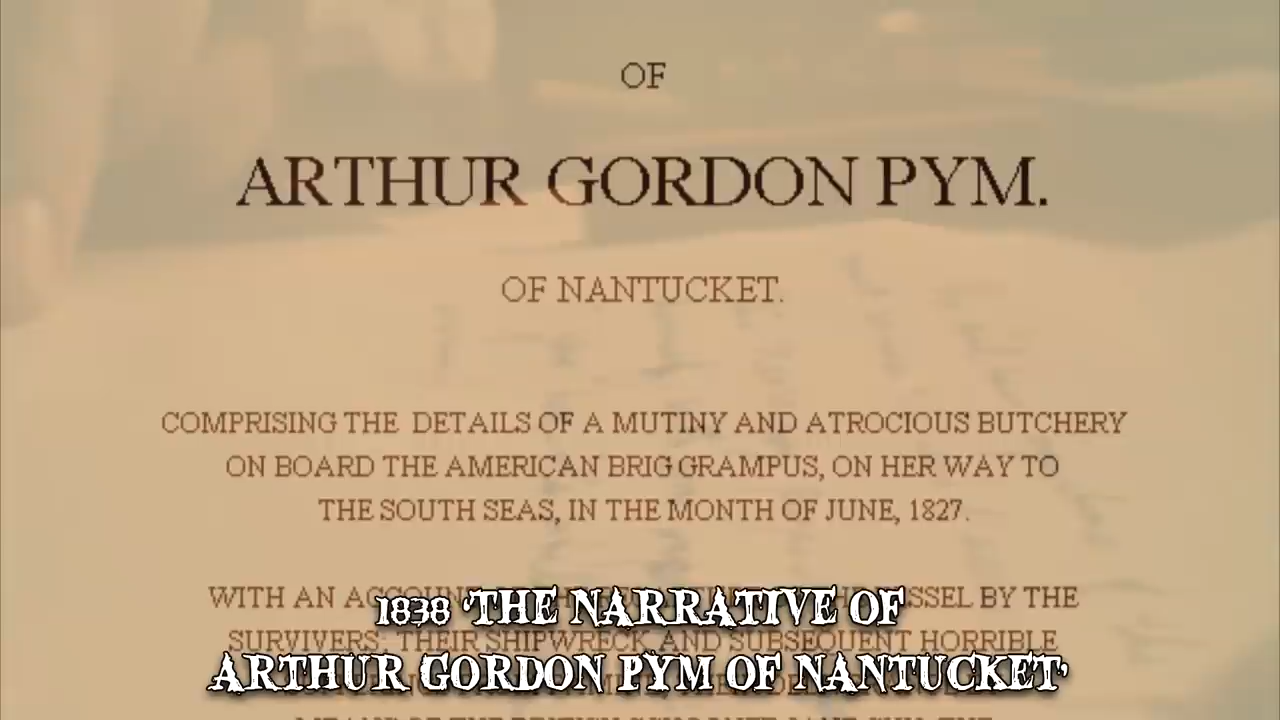 OF
ARTHUR GORDON PYM.
OF NANTUCKET.
COMPRISING THE DETAILS OF A MUTINY AND ATROCIOUS BUTCHERY
ON BOARD THE AMERICAN BRIG GRAMPUS, ON HER WAY TO
THE SOUTH SEAS, IN THE MONTH OF JUNE, 1827.
WITH AN BY THE
SURVIVERS; THEIR SHIPWRECK AND SUBSEQUENT HORRIBLE
1838 'THE NARRATIVE OF
ARTHUR GORDON PYM OF NANTUCKET'